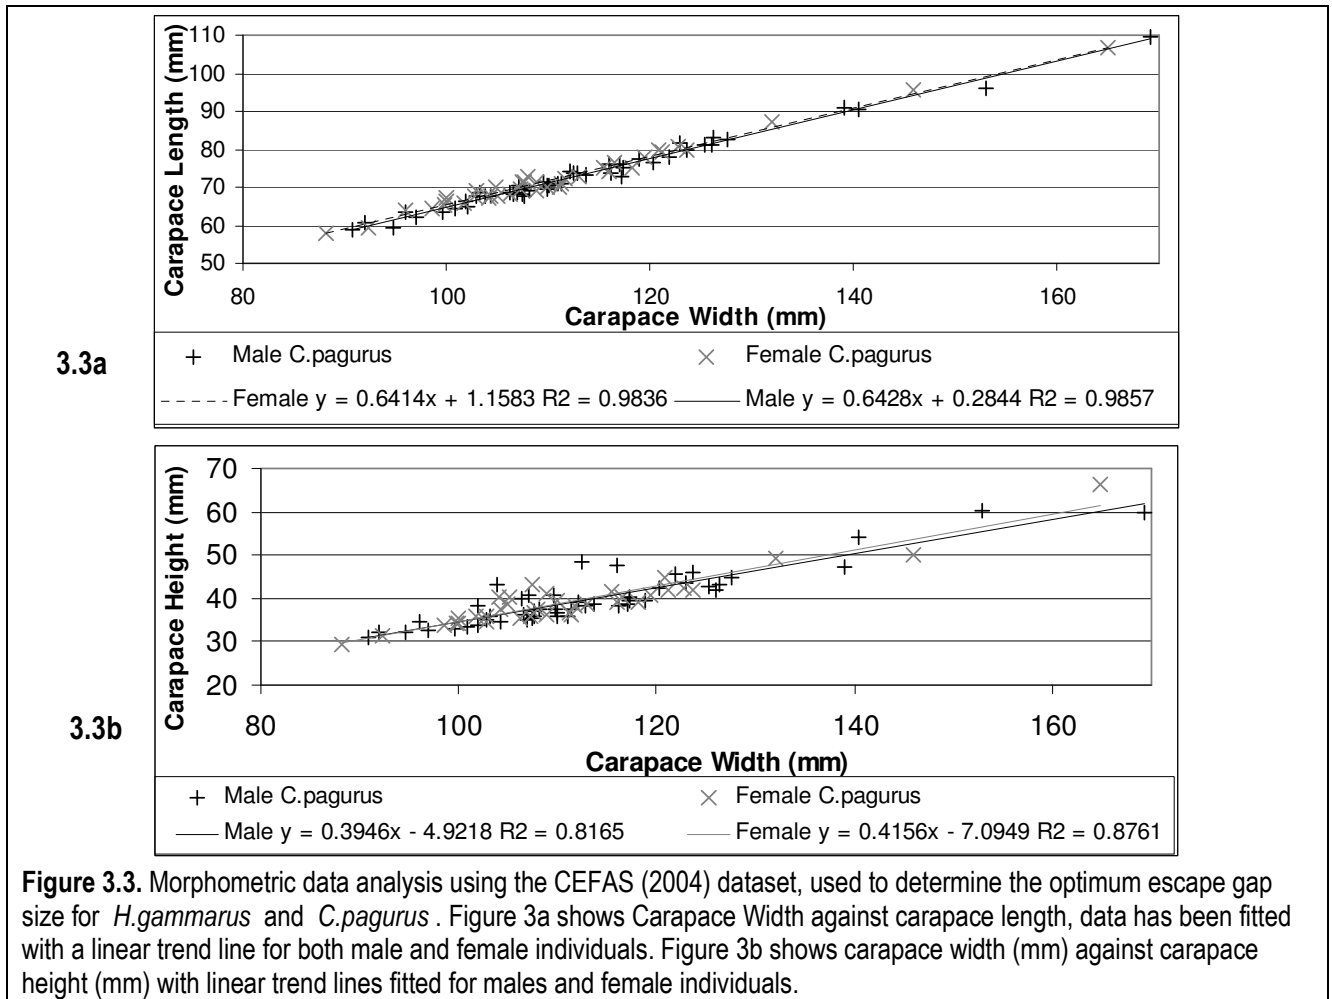 110
100
90
80
70
60
50
Carapace Length (mm)
80 100 120 140 160
Carapace Width (mm)
3.3a
Male C.pagurus Female C.pagurus
Female y = 0.6414x + 1.1583 R2 = 0.9836 Male y = 0.6428x + 0.2844 R2 = 0.9857
70
60
50
40
30
20
Carapace Height (mm)
80 100 120 140 160
3.3b
Carapace Width (mm)
Male C.pagurus Female C.pagurus
Male y = 0.3946x - 4.9218 R2 = 0.8165 Female y = 0.4156x - 7.0949 R2 = 0.8761
Figure 3.3. Morphometric data analysis using the CEFAS (2004) dataset, used to determine the optimum escape gap
size for H.gammarus and C.pagurus . Figure 3a shows Carapace Width against carapace length, data has been fitted
with a linear trend line for both male and female individuals. Figure 3b shows carapace width (mm) against carapace
height (mm) with linear trend lines fitted for males and female individuals.